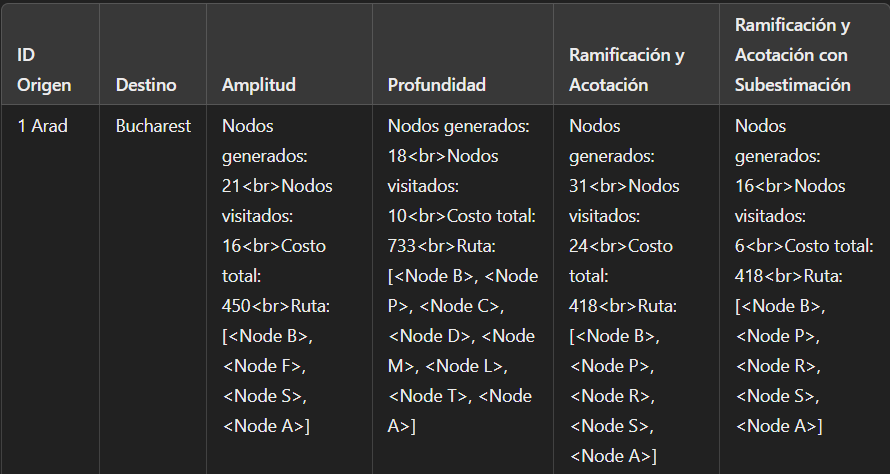 ID
Origen
Destino
Amplitud
Profundidad
Ramificación y
Acotación
Ramificación y
Acotación con
Subestimación
1 Arad
Bucharest
Nodos
generados:
21<br>Nodos
visitados:
16<br>Costo
total:
450<br>Ruta:
[<Node B>,
<Node F>,
<Node S>,
<Node A>]
Nodos generados:
18<br>Nodos
visitados:
10<br>Costo total:
733<br>Ruta:
[<Node B>, <Node
P>, <Node C>,
<Node D>, <Node
M>, <Node L>,
<Node T>, <Node
A>]
Nodos
generados:
31<br>Nodos
visitados:
24<br>Costo
total:
418<br>Ruta:
[<Node B>,
<Node P>,
<Node R>,
<Node S>,
<Node A>]
Nodos
generados:
16<br>Nodos
visitados:
6<br>Costo total:
418<br>Ruta:
[<Node B>,
<Node P>,
<Node R>,
<Node S>,
<Node A>]